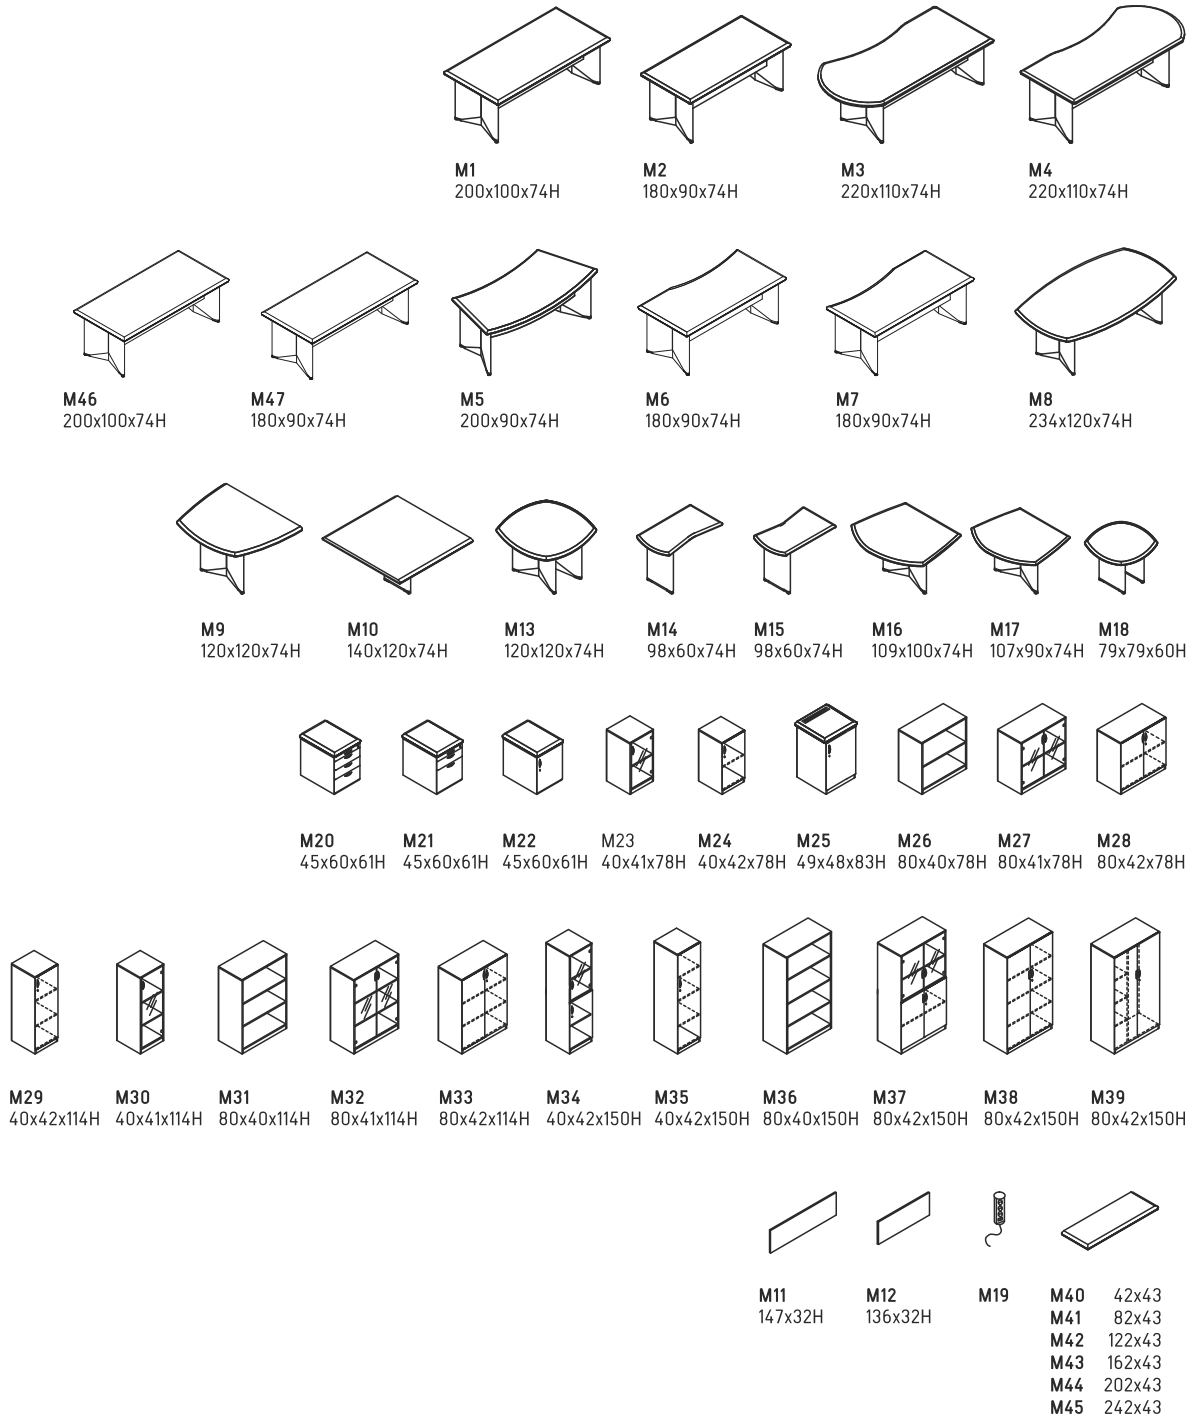 M1 M2 M3 M4
200x100x74H 180x90x74H 220x110x74H 220x110x74H
M46 M47 M5 M6 M7 M8
200x100x74H 180x90x74H 200x90x74H 180x90x74H 180x90x74H 234x120x74H
M9 M10 M13 M14 M15 M16 M17 M18
120x120x74H 140x120x74H 120x120x74H 98x60x74H 98x60x74H 109x100x74H 107x90x74H 79x79x60H
M20 M21 M22 M23 M24 M25 M26 M27 M28
45x60x61H 45x60x61H 45x60x61H 40x41x78H 40x42x78H 49x48x83H 80x40x78H 80x41x78H 80x42x78H
M29 M30 M31 M32 M33 M34 M35 M36 M37 M38 M39
40x42x114H 40x41x114H 80x40x114H 80x41x114H 80x42x114H 40x42x150H 40x42x150H 80x40x150H 80x42x150H 80x42x150H 80x42x150H
M11 M12 M19 M40 42x43
147x32H 136x32H M41 82x43
M42 122x43
M43 162x43
M44 202x43
M45 242x43